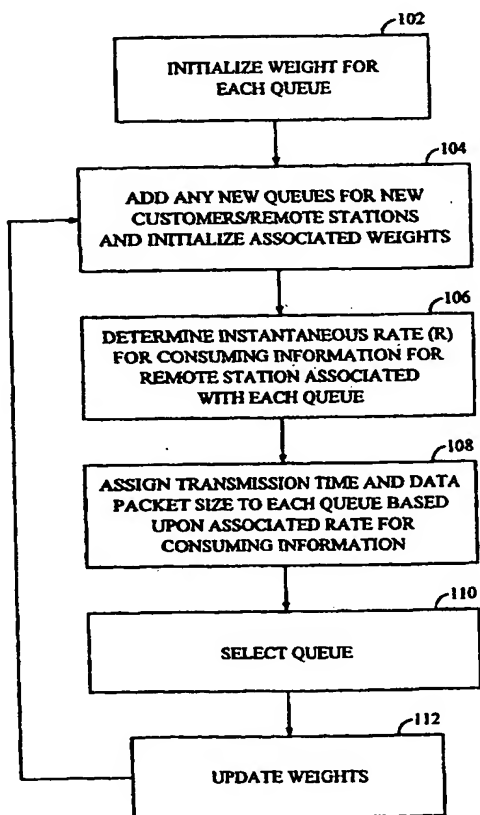 102
INITIALIZE WEIGHT FOR
EACH QUEUE
104
ADD ANY NEW QUEUES FOR NEW
CUSTOMERS/REMOTE STATIONS
AND INITIALIZE ASSOCIATED WEIGHTS
106
DETERMINE INSTANTANEOUS RATE (R)
FOR CONSUMING INFORMATION FOR
REMOTE STATION ASSOCIATED
WITH EACH QUEUE
108
ASSIGN TRANSMISSION TIME AND DATA
PACKET SIZE TO EACH QUEUE BASED
UPON ASSOCIATED RATE FOR
CONSUMING INFORMATION
110
SELECT QUEUE
112
UPDATE WEIGHTS